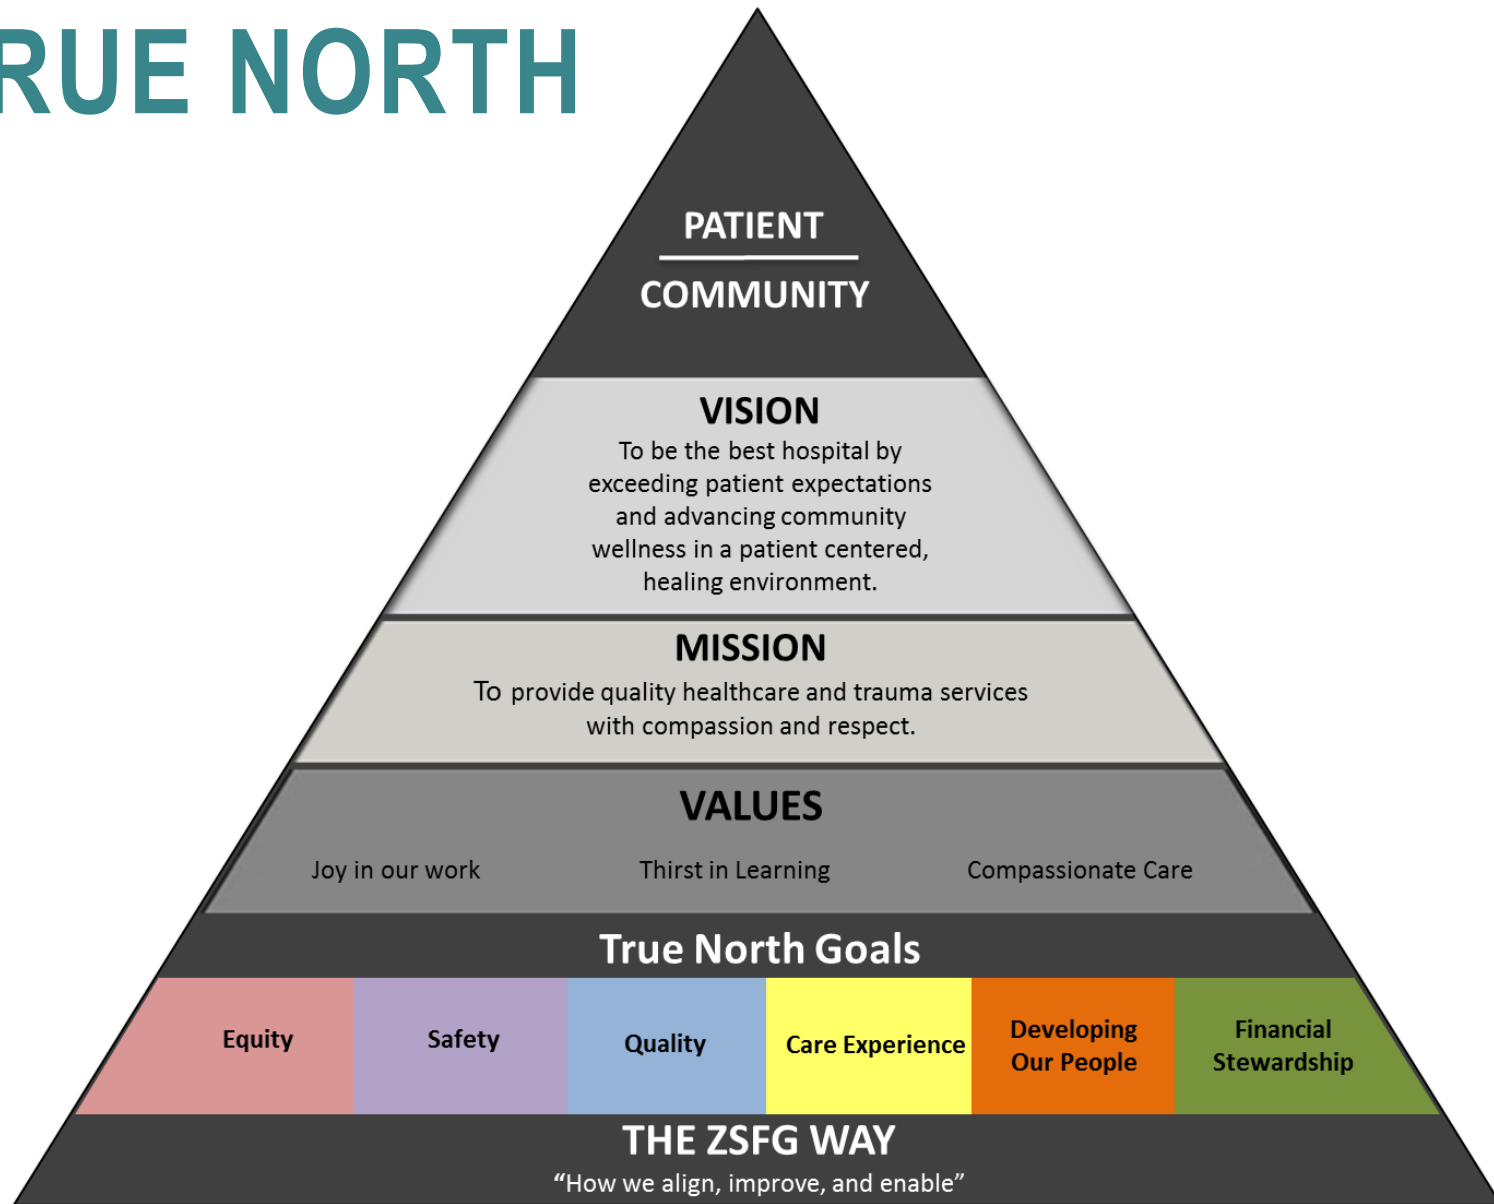 RUE NORTH
PATIENT
COMMUNITY
VISION
To be the best hospital by
exceeding patient expectations
and advancing community
wellness in a patient centered,
healing environment.
MISSION
To provide quality healthcare and trauma services
with compassion and respect.
VALUES
Joy in our work
Thirst in Learning
Compassionate Care
True North Goals
Equity
Safety
Quality
Care Experience
Developing
Our People
Financial
Stewardship
THE ZSFG WAY
“How we align, improve, and enable”